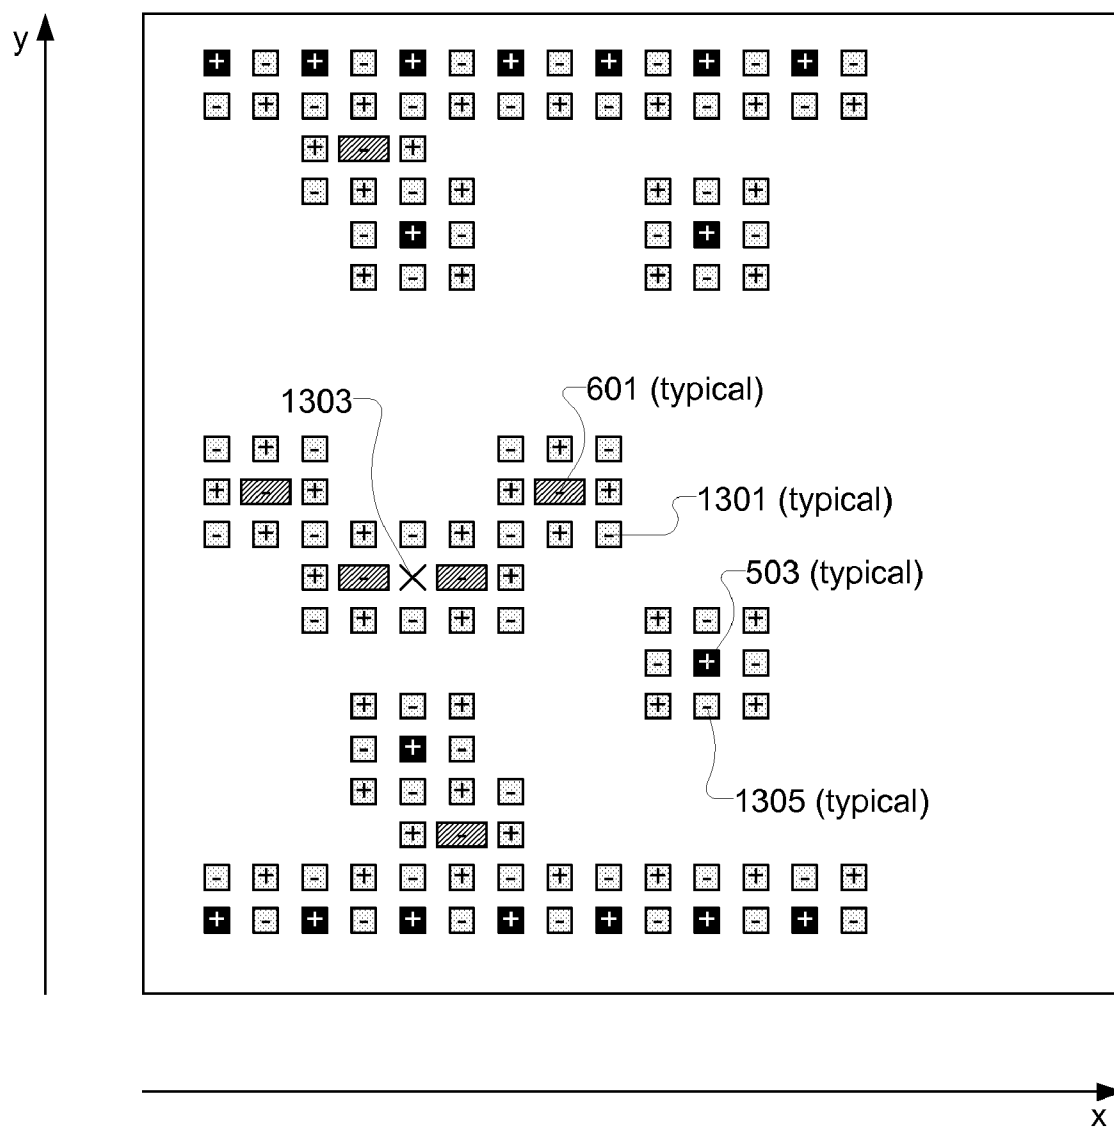 y
+ - + - + - + - + - + - + -
- + - + - + - + - + - + - +
+ - +
- + - + + - +
- + - - + -
+ - + + - +
601 (typical)
1303
- + - - + -
+ - + + - +
1301 (typical)
- + - + - + - + -
503 (typical)
+ - - +
- + - + - + - +
- + -
+ - + + - +
- + -
+ - + -
1305 (typical)
+ - +
- + - + - + - + - + - + - +
+ - + - + - + - + - + - + -
x